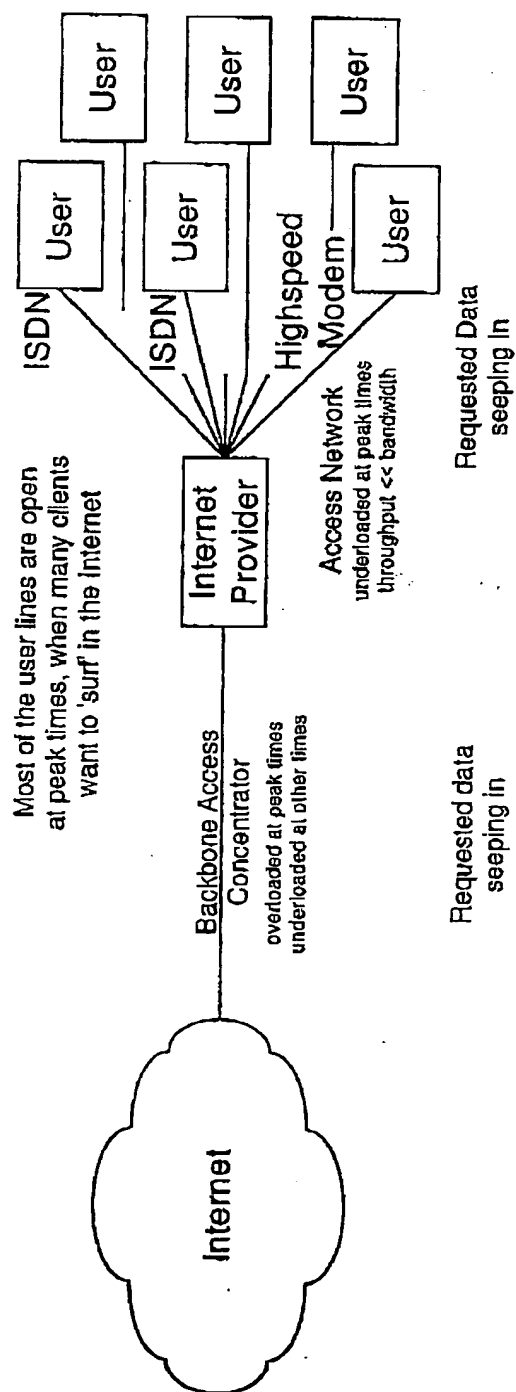 Most of the user lines are open
at peak times, when many clients
want to 'surf' in the Internet
Internet
Backbone Access
Concentrator
overloaded at peak times
underloaded at other times
Internet
Provider
ISDN
User
User
ISDN
User
User
Highspeed
Modem
User
User
Access Network
underloaded at peak times
throughput << bandwidth
Requested data
seeping in
Requested Data
seeping in